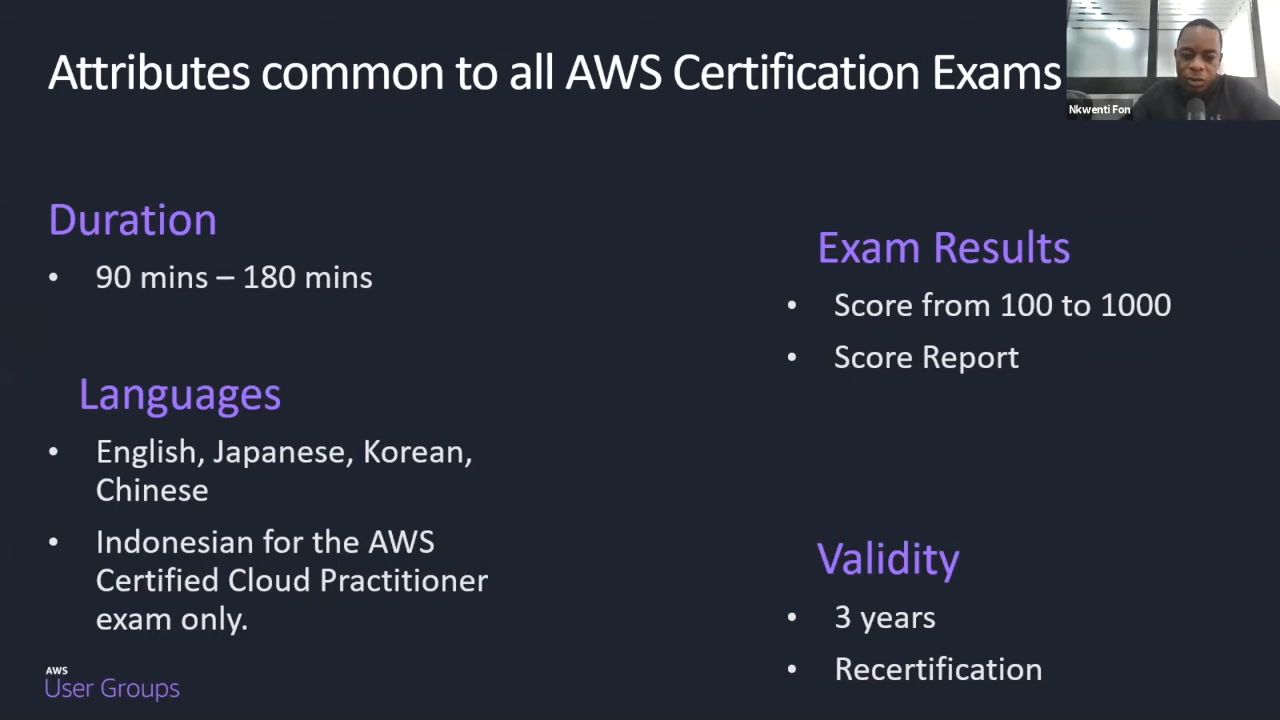 Attributes common to all AWS Certification Exams
Nkwenti Fon
Duration
• 90 mins – 180 mins
Languages
• English, Japanese, Korean,
Chinese
• Indonesian for the AWS
Certified Cloud Practitioner
exam only.
Exam Results
• Score from 100 to 1000
• Score Report
Validity
• 3 years
• Recertification
AWS
User Groups